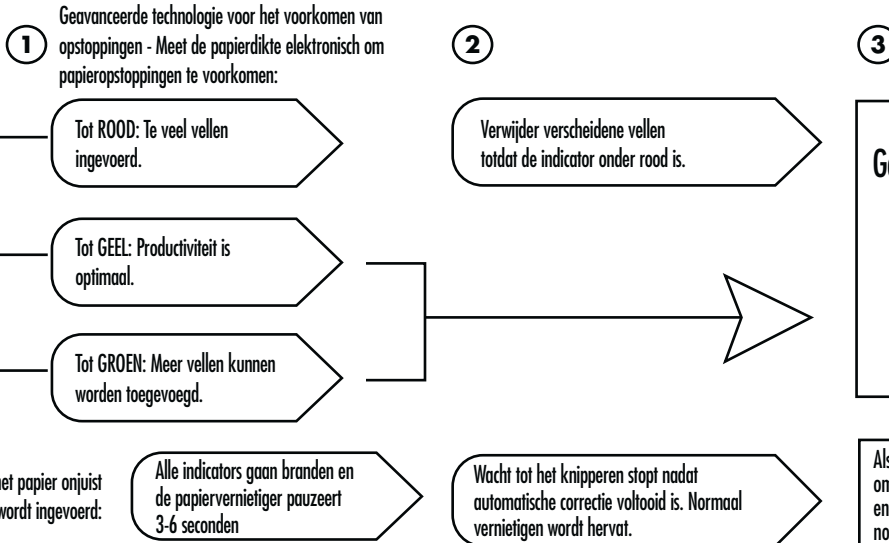 1
Geavanceerde technologie voor het voorkomen van
opstoppingen - Meet de papierdikte elektronisch om
papieropstoppingen te voorkomen:
2
3
Tot ROOD: Te veel vellen
ingevoerd.
Verwijder verscheidene vellen
totdat de indicator onder rood is.
Tot GEEL: Productiviteit is
optimaal.
Tot GROEN: Meer vellen kunnen
worden toegevoegd.
papier onjuist
wordt ingevoerd:
Alle indicators gaan branden en
de papiervernietiger pauzeert
3-6 seconden
Wacht tot het knipperen stopt nadat
automatische correctie voltooid is. Normaal
vernietigen wordt hervat.
Als